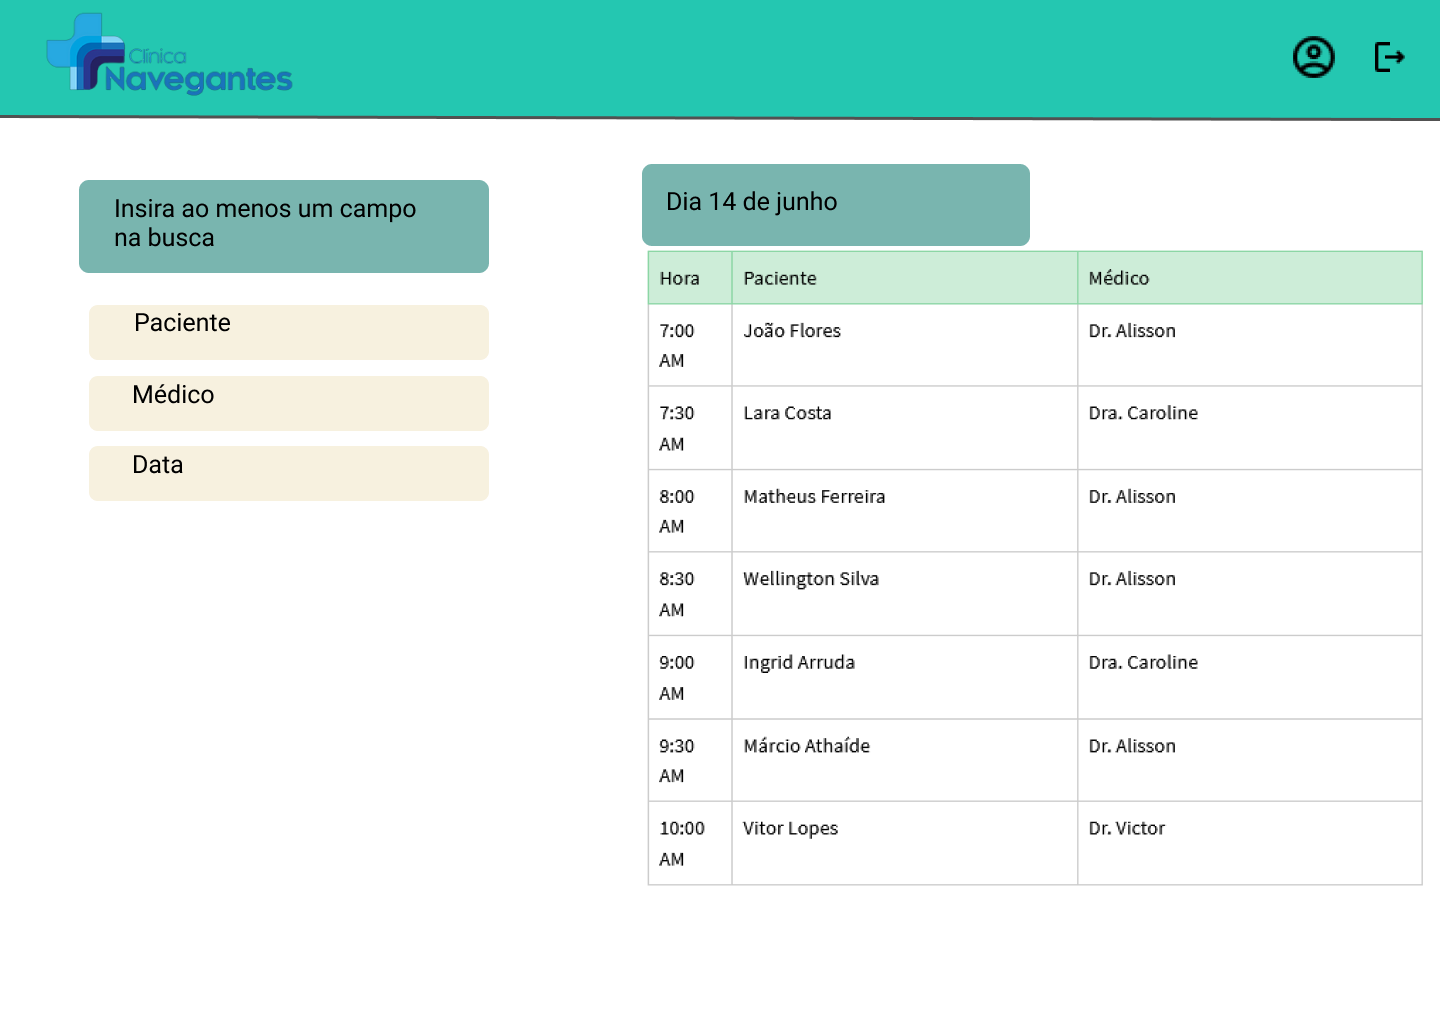 Clínica
Navegantes
Insira ao menos um campo
na busca
Paciente
Médico
Data
Dia 14 de junho
Hora Paciente Médico
7:00 AM João Flores Dr. Alisson
7:30 AM Lara Costa Dra. Caroline
8:00 AM Matheus Ferreira Dr. Alisson
8:30 AM Wellington Silva Dr. Alisson
9:00 AM Ingrid Arruda Dra. Caroline
9:30 AM Márcio Athaíde Dr. Alisson
10:00 AM Vitor Lopes Dr. Victor